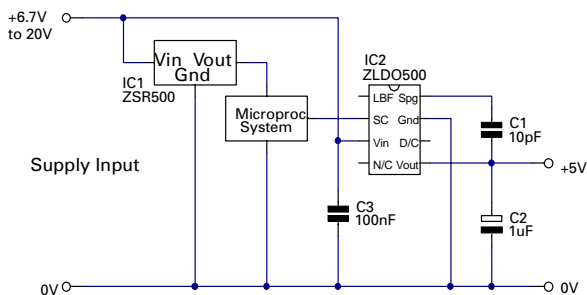 +6.7V
to 20V
Vin Vout
Gnd
IC1
ZSR500
Microproc
System
IC2
ZLDO500
LBF Spg
SC Gnd
Vin D/C
N/C Vout
C1
10pF
+5V
Supply Input
C3
100nF
C2
1uF
0V
0V